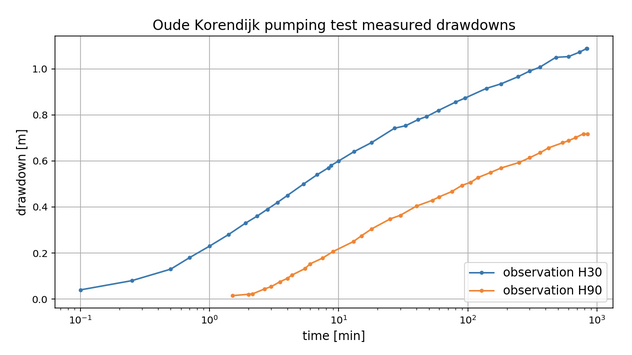 Oude Korendijk pumping test measured drawdowns
drawdown [m]
1.0
0.8
0.6
0.4
0.2
0.0
observation H30
observation H90
10⁻¹ 10⁰ 10¹ 10² 10³
time [min]